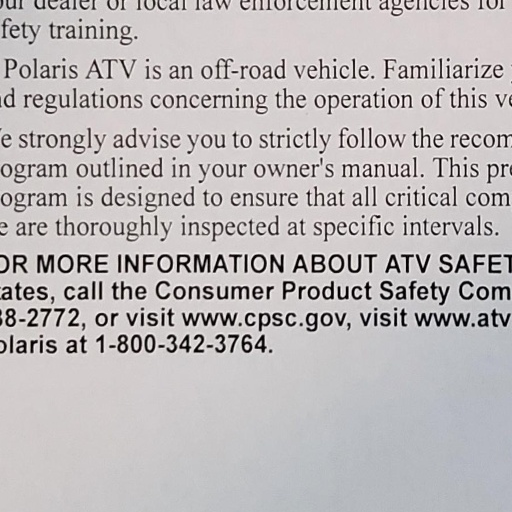 our dealer or local law enforcement agencies for
fety training.
Polaris ATV is an off-road vehicle. Familiarize
d regulations concerning the operation of this ve
e strongly advise you to strictly follow the recom
ogram outlined in your owner's manual. This pre
ogram is designed to ensure that all critical com
e are thoroughly inspected at specific intervals.
OR MORE INFORMATION ABOUT ATV SAFET
tates, call the Consumer Product Safety Com
38-2772, or visit www.cpsc.gov, visit www.atv
olaris at 1-800-342-3764.